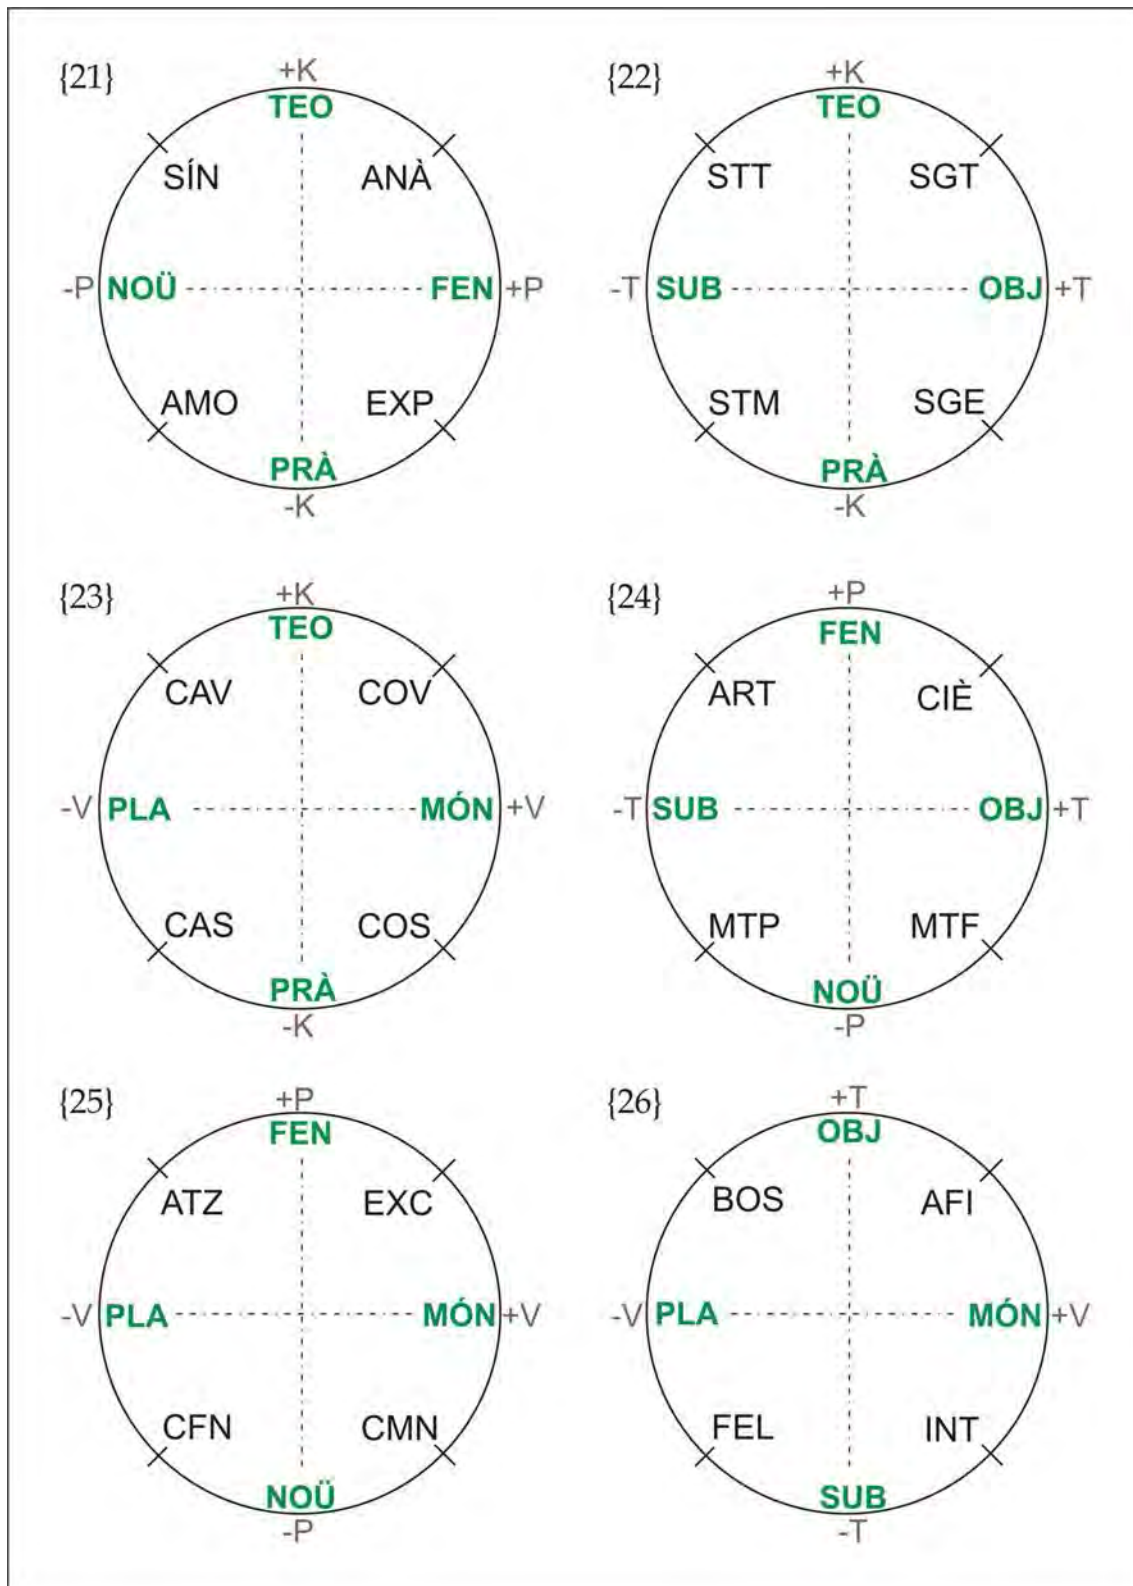 {21} +K
TEO
SÍN ANÀ
-P NOÜ FEN +P
AMO EXP
PRÀ
-K
{22} +K
TEO
STT SGT
-T SUB OBJ +T
STM SGE
PRÀ
-K
{23} +K
TEO
CAV COV
-V PLA MÓN +V
CAS COS
PRÀ
-K
{24} +P
FEN
ART CIÈ
-T SUB OBJ +T
MTP MTF
NOÜ
-P
{25} +P
FEN
ATZ EXC
-V PLA MÓN +V
CFN CMN
NOÜ
-P
{26} +T
OBJ
BOS AFI
-V PLA MÓN +V
FEL INT
SUB
-T